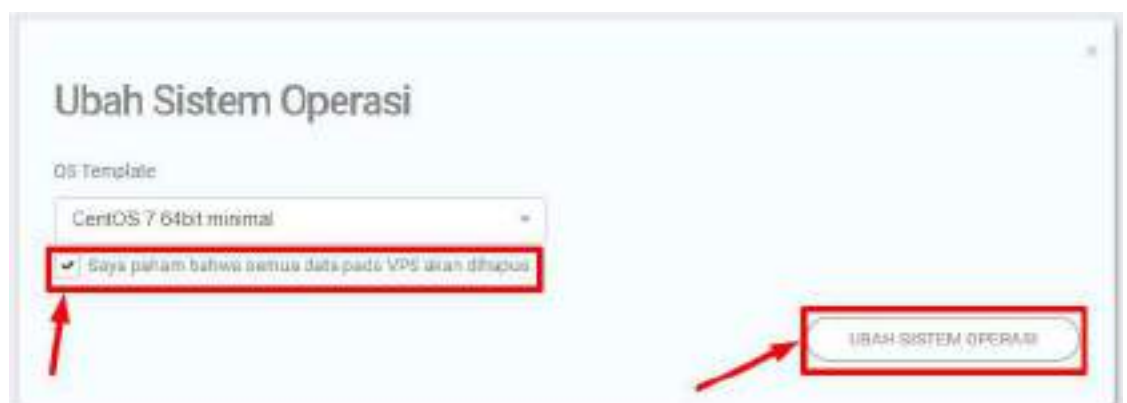 Ubah Sistem Operasi
OS Template
CentOS 7 64bit minimal
Saya paham bahwa semua data pada VPS akan dihapus
UBAH SISTEM OPERASI